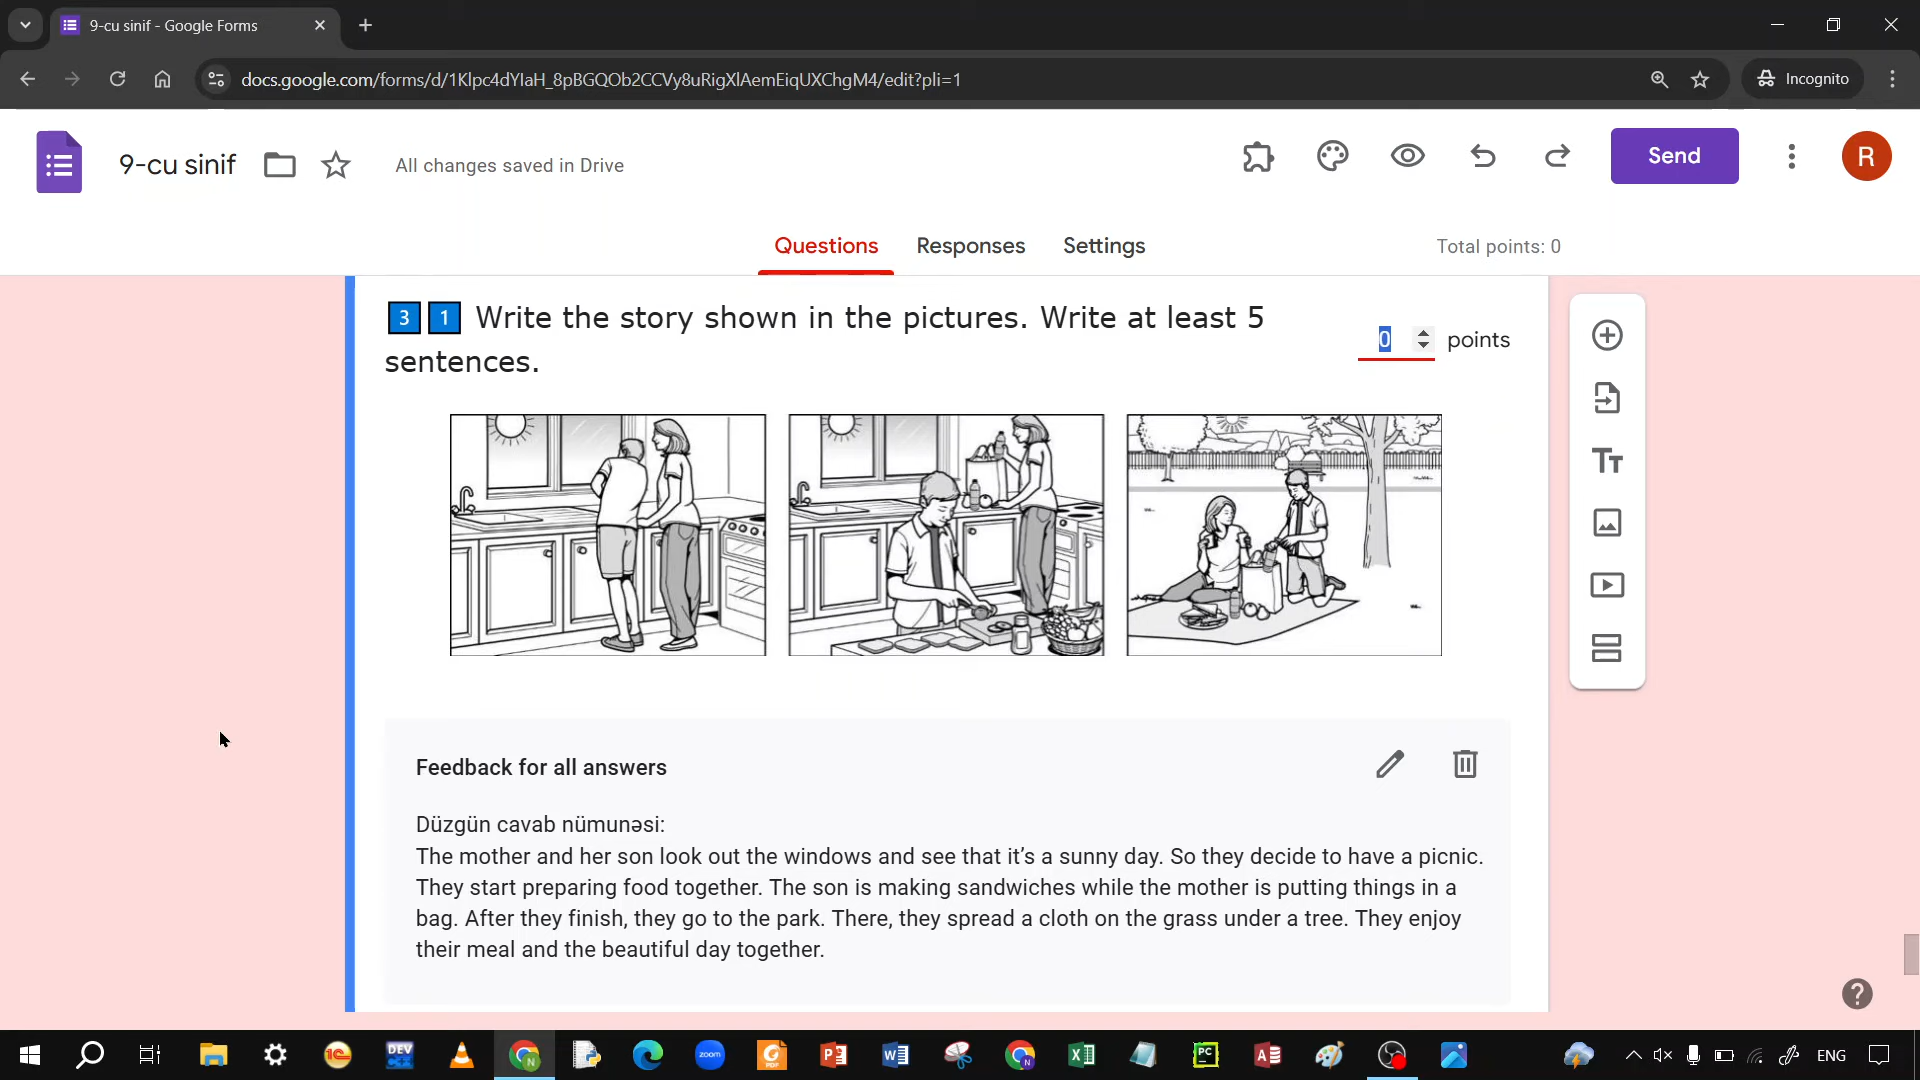 9-cu sinif - Google Forms
docs.google.com/forms/d/1Klpc4dYIaH_8pBGQOb2CCVy8uRigXlAemEiqUXChgM4/edit?pli=1
Incognito
9-cu sinif
All changes saved in Drive
Send
R
Questions
Responses
Settings
Total points: 0
3 1 Write the story shown in the pictures. Write at least 5
sentences.
0 points
Feedback for all answers
Düzgün cavab nümunəsi:
The mother and her son look out the windows and see that it’s a sunny day. So they decide to have a picnic.
They start preparing food together. The son is making sandwiches while the mother is putting things in a
bag. After they finish, they go to the park. There, they spread a cloth on the grass under a tree. They enjoy
their meal and the beautiful day together.
DEV
zoom
PDF
PC
ENG